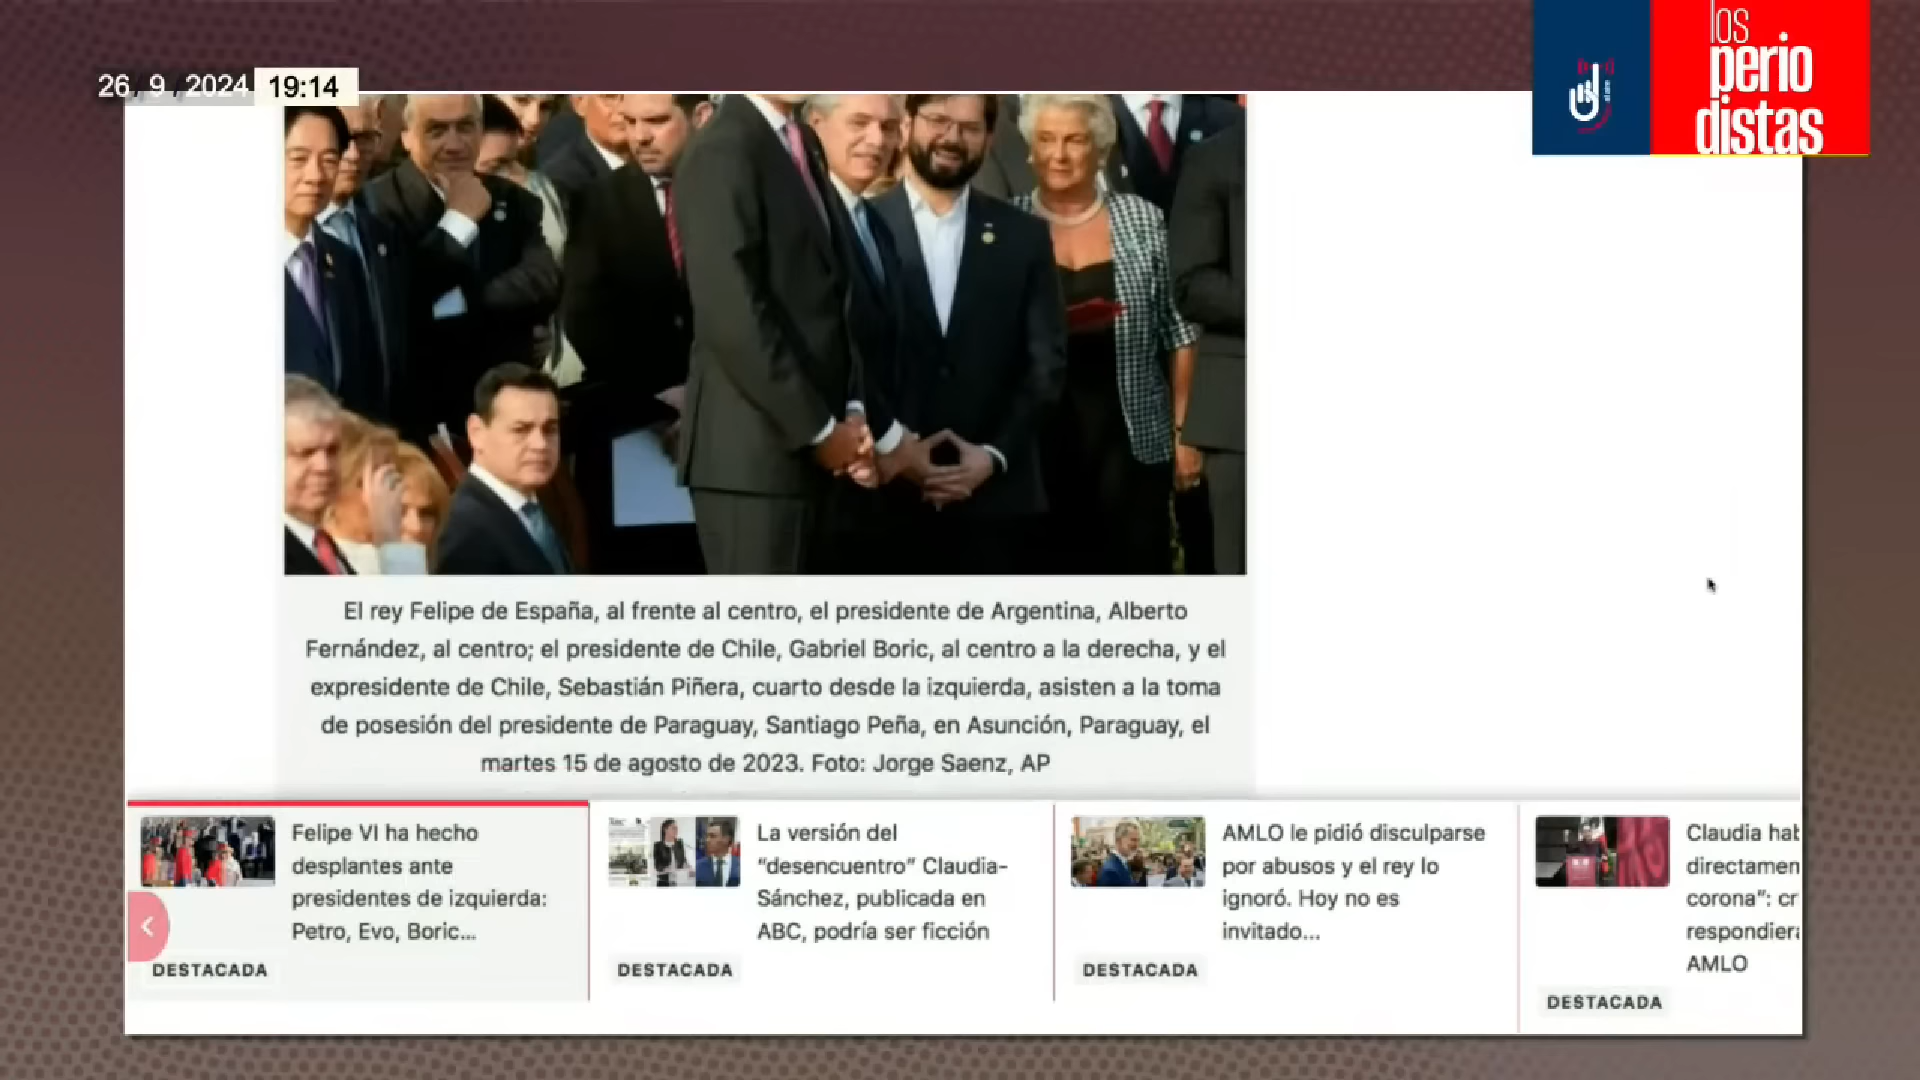 26 / 9 / 2024 19:14
los
perio
distas
El rey Felipe de España, al frente al centro, el presidente de Argentina, Alberto
Fernández, al centro; el presidente de Chile, Gabriel Boric, al centro a la derecha, y el
expresidente de Chile, Sebastián Piñera, cuarto desde la izquierda, asisten a la toma
de posesión del presidente de Paraguay, Santiago Peña, en Asunción, Paraguay, el
martes 15 de agosto de 2023. Foto: Jorge Saenz, AP
Felipe VI ha hecho
desplantes ante
presidentes de izquierda:
Petro, Evo, Boric...
DESTACADA
La versión del
“desencuentro” Claudia-
Sánchez, publicada en
ABC, podría ser ficción
DESTACADA
AMLO le pidió disculparse
por abusos y el rey lo
ignoró. Hoy no es
invitado...
DESTACADA
Claudia hab
directamen
corona”: cr
respondiera
AMLO
DESTACADA